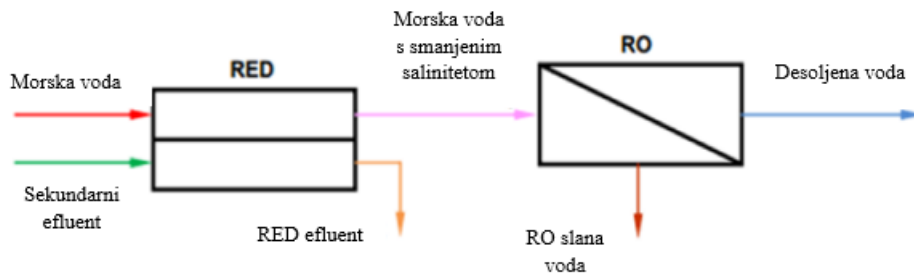 Morska voda
s smanjenim
salinitetom
RED
RO
Morska voda
Desoljena voda
Sekundarni
efluent
RED efluent
RO slana
voda